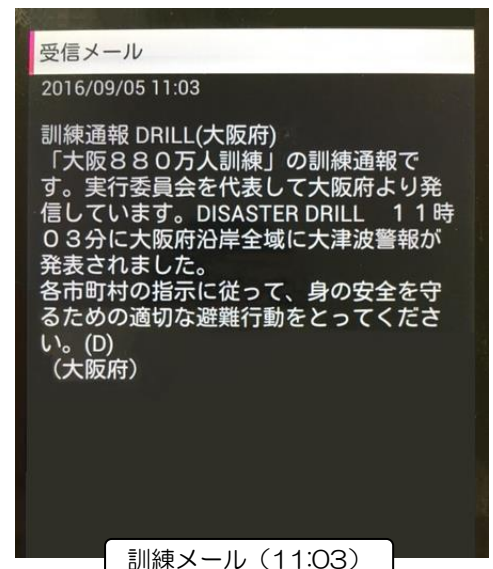 受信メール
2016/09/05 11:03
訓練通報 DRILL(大阪府)
「大阪８８０万人訓練」の訓練通報で
す。実行委員会を代表して大阪府より発
信しています。DISASTER DRILL　１１時
０３分に大阪府沿岸全域に大津波警報が
発表されました。
各市町村の指示に従って、身の安全を守
るための適切な避難行動をとってくださ
い。(D)
（大阪府）
訓練メール（11:03）